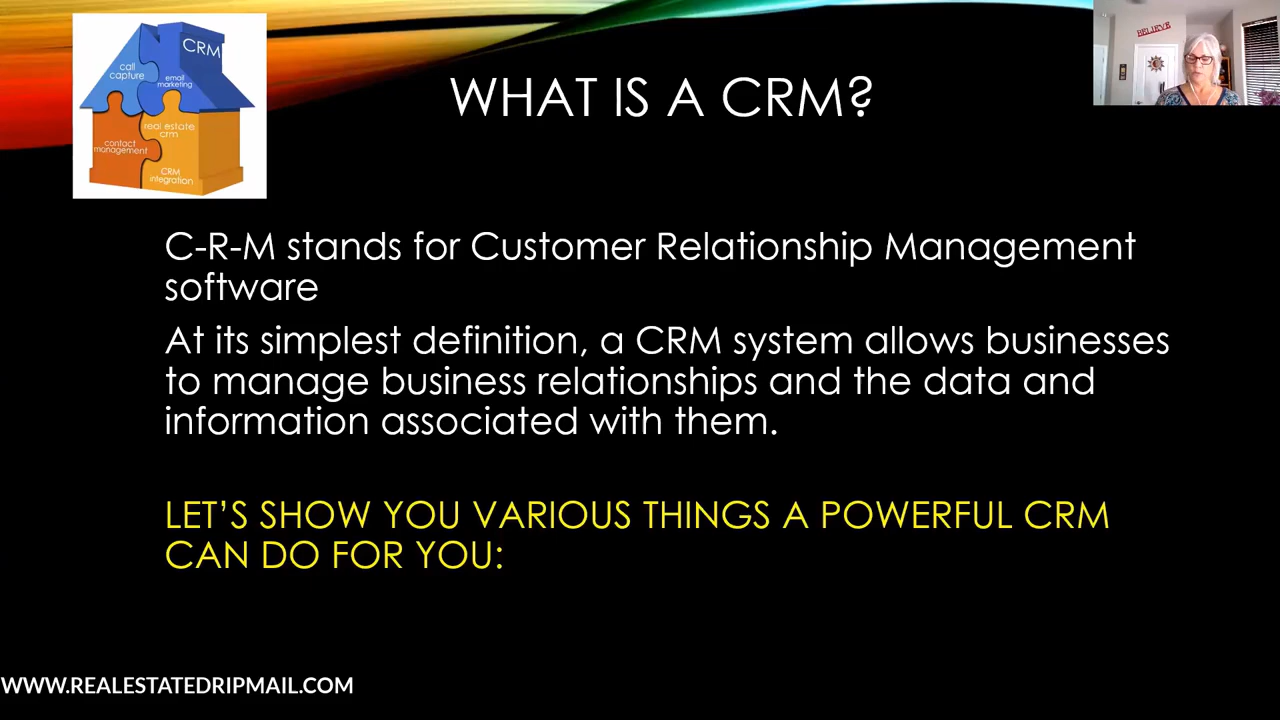 CRM
call
capture
email
marketing
real estate
crm
contact
management
CRM
integration
WHAT IS A CRM?
BELIEVE
C-R-M stands for Customer Relationship Management
software
At its simplest definition, a CRM system allows businesses
to manage business relationships and the data and
information associated with them.
LET’S SHOW YOU VARIOUS THINGS A POWERFUL CRM
CAN DO FOR YOU:
WWW.REALESTATEDRIPMAIL.COM